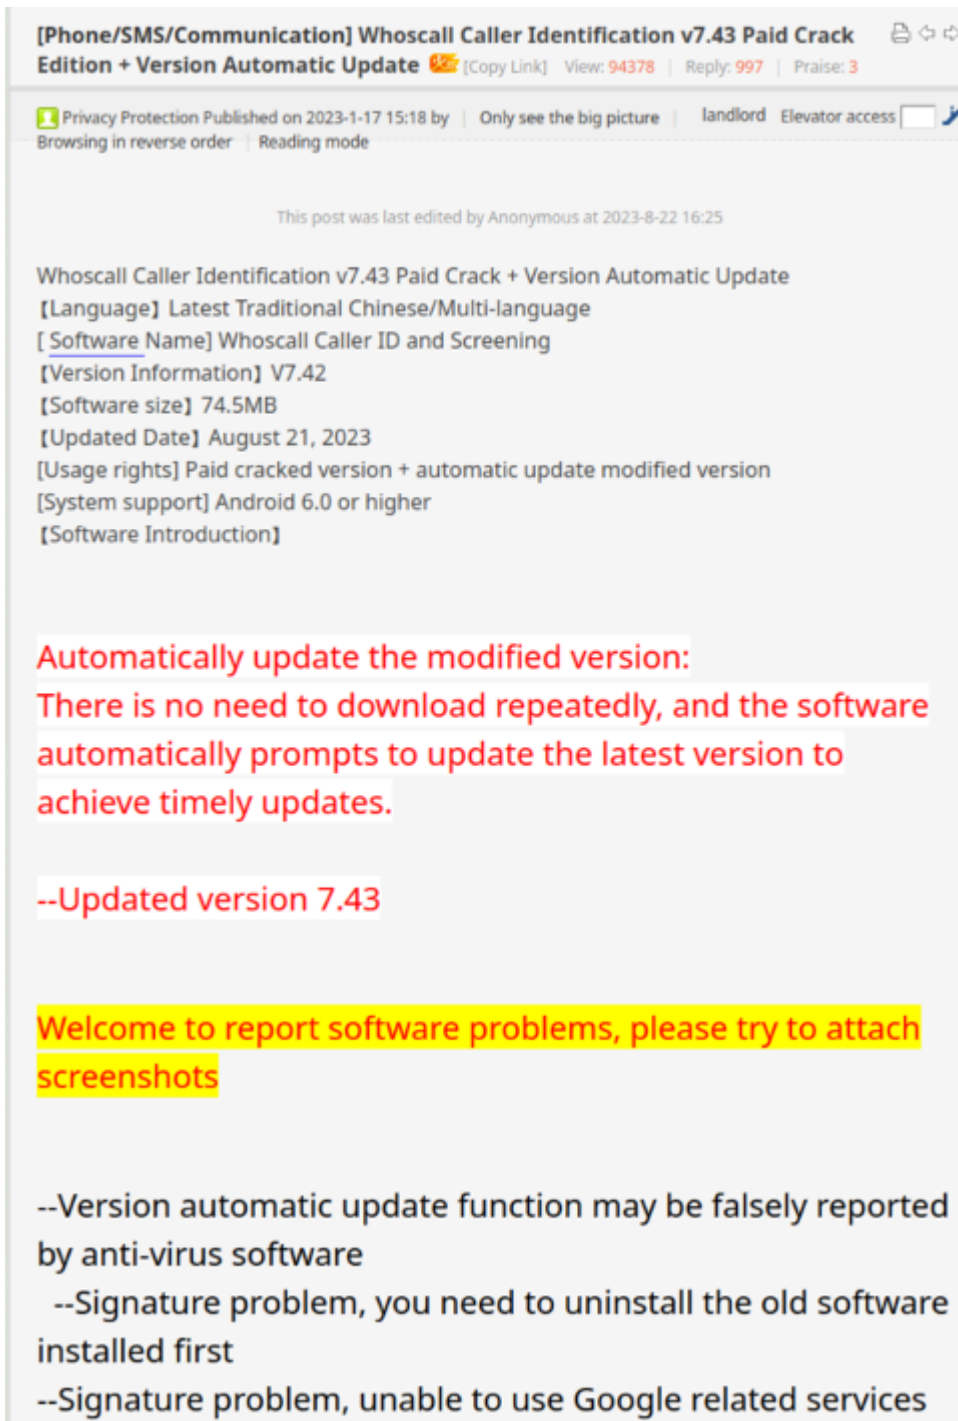 [Phone/SMS/Communication] Whoscall Caller Identification v7.43 Paid Crack
Edition + Version Automatic Update [Copy Link] View: 94378 | Reply: 997 | Praise: 3
Privacy Protection Published on 2023-1-17 15:18 by | Only see the big picture | landlord Elevator access
Browsing in reverse order | Reading mode
This post was last edited by Anonymous at 2023-8-22 16:25
Whoscall Caller Identification v7.43 Paid Crack + Version Automatic Update
【Language】Latest Traditional Chinese/Multi-language
[ Software Name] Whoscall Caller ID and Screening
【Version Information】V7.42
【Software size】74.5MB
【Updated Date】August 21, 2023
[Usage rights] Paid cracked version + automatic update modified version
[System support] Android 6.0 or higher
【Software Introduction】
Automatically update the modified version:
There is no need to download repeatedly, and the software
automatically prompts to update the latest version to
achieve timely updates.
--Updated version 7.43
Welcome to report software problems, please try to attach
screenshots
--Version automatic update function may be falsely reported
by anti-virus software
--Signature problem, you need to uninstall the old software
installed first
--Signature problem, unable to use Google related services